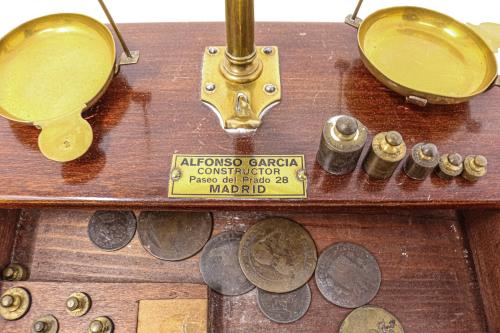 ALFONSO GARCIA
CONSTRUCTOR
Paseo del Prado 28
MADRID